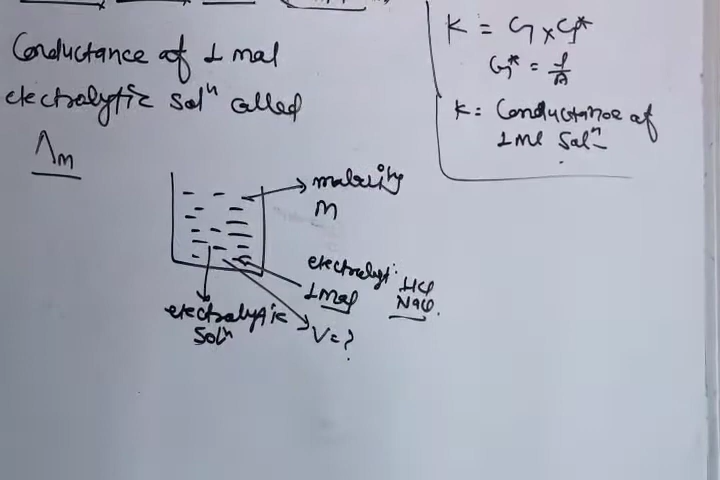 Conductance of 1 mol
electrolytic solⁿ called
Λm
K = G × G*
G* = l/A
K = Conductance of
1 ml Solⁿ
molarity
M
electrolyt.
1 mol
HCl
NaCl.
electrolytic
Solⁿ
V = ?